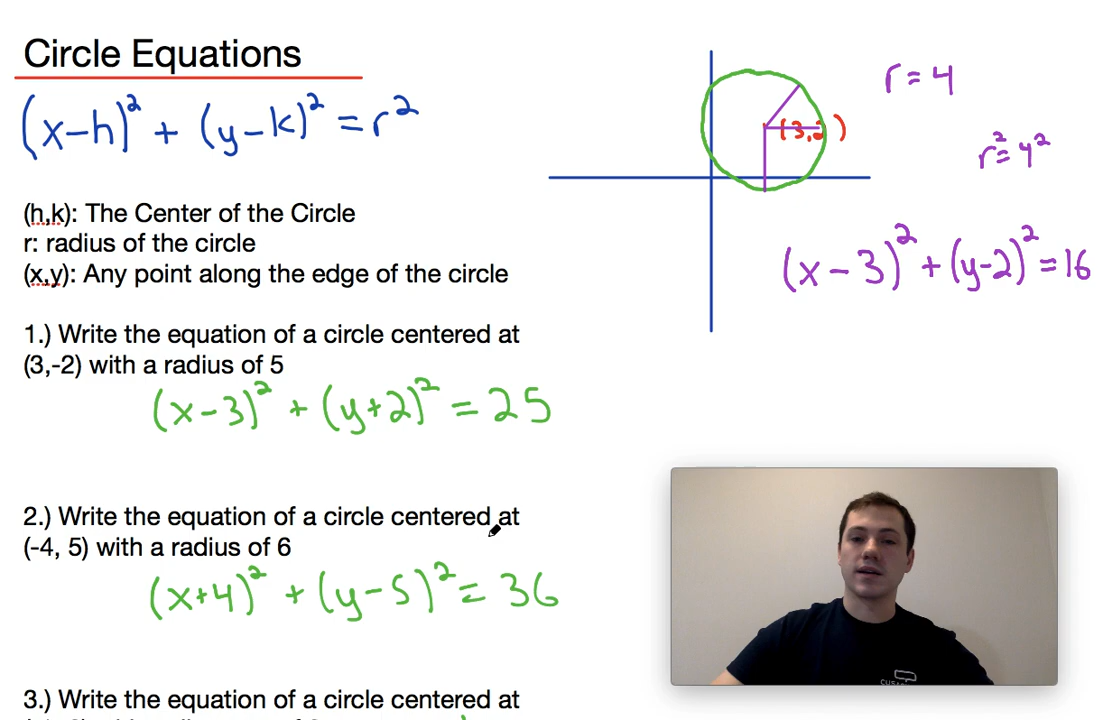 Circle Equations
(x-h)² + (y-k)² = r²
(h,k): The Center of the Circle
r: radius of the circle
(x,y): Any point along the edge of the circle
1.) Write the equation of a circle centered at
(3,-2) with a radius of 5
(x-3)² + (y+2)² = 25
2.) Write the equation of a circle centered at
(-4, 5) with a radius of 6
(x+4)² + (y-5)² = 36
3.) Write the equation of a circle centered at
(3,2)
r = 4
r² = 4²
(x-3)² + (y-2)² = 16